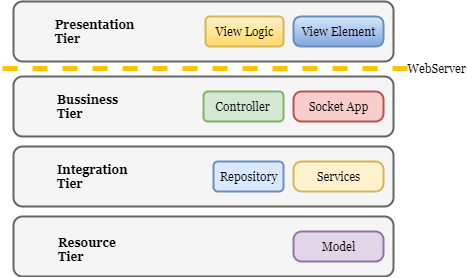 Presentation
Tier
View Logic
View Element
WebServer
Bussiness
Tier
Controller
Socket App
Integration
Tier
Repository
Services
Resource
Tier
Model